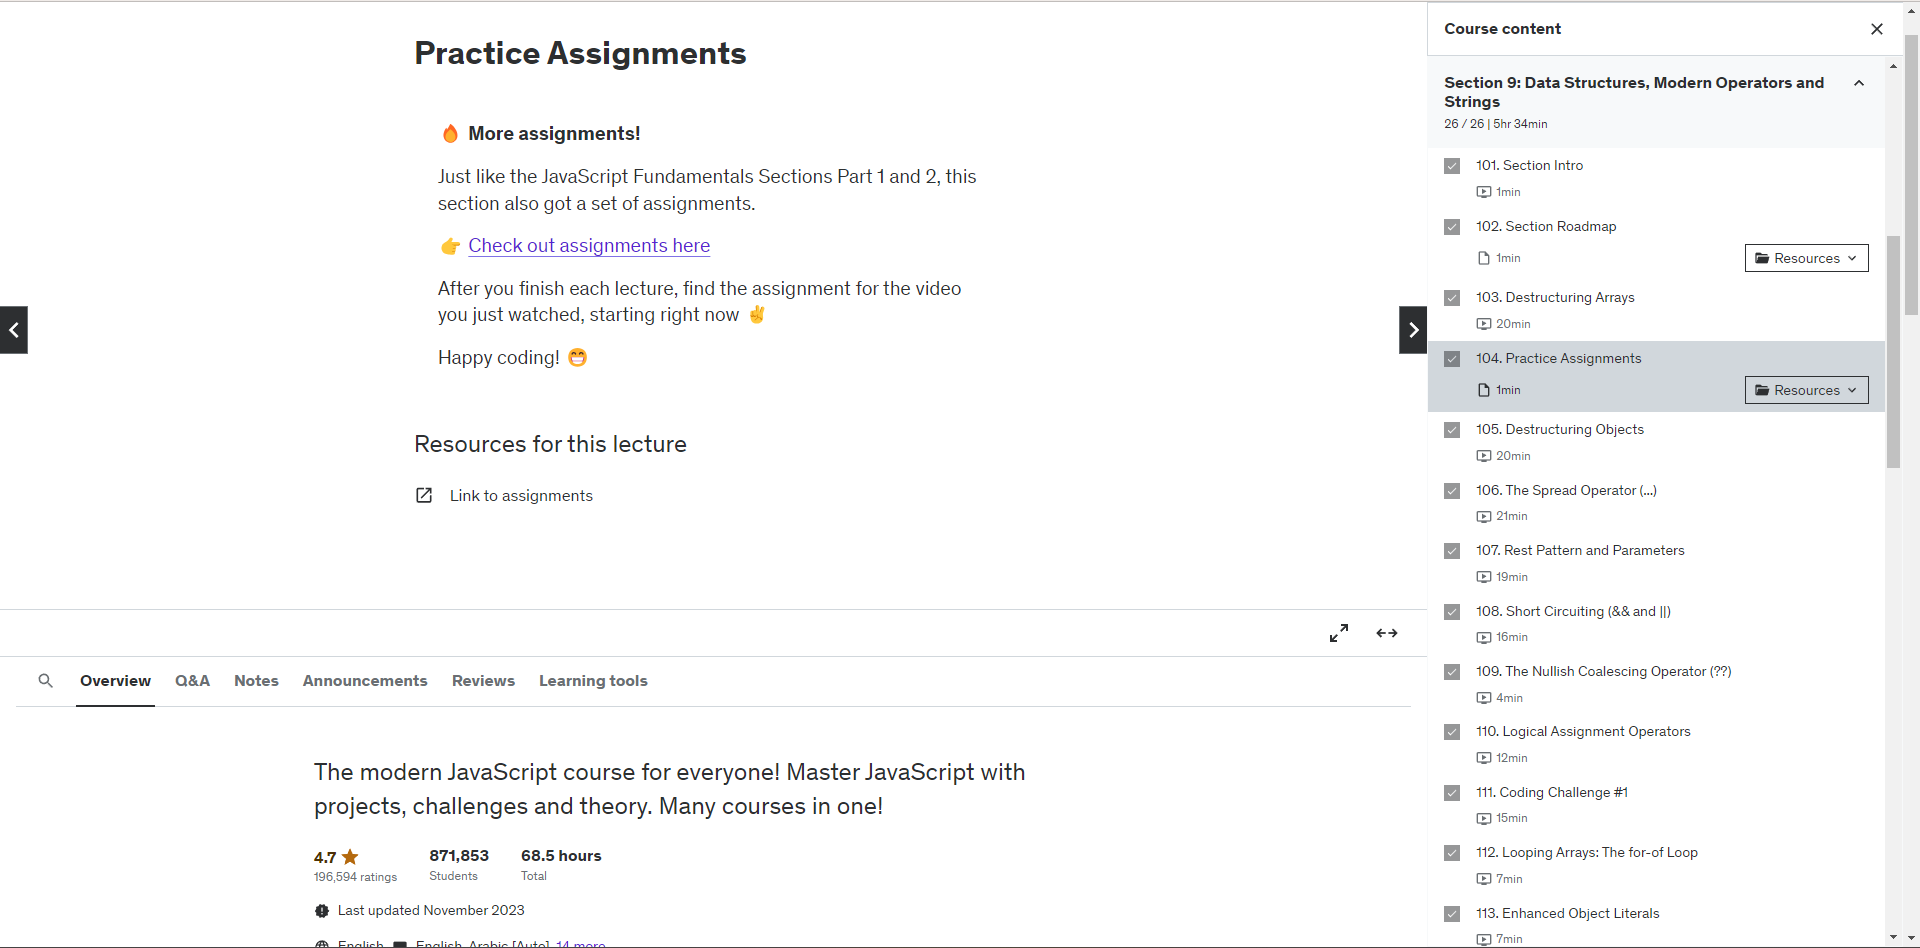 Practice Assignments
🔥 More assignments!
Just like the JavaScript Fundamentals Sections Part 1 and 2, this
section also got a set of assignments.
👉 Check out assignments here
After you finish each lecture, find the assignment for the video
you just watched, starting right now ✌️
Happy coding! 😁
Resources for this lecture
Link to assignments
Overview Q&A Notes Announcements Reviews Learning tools
The modern JavaScript course for everyone! Master JavaScript with
projects, challenges and theory. Many courses in one!
4.7 871,853 68.5 hours
196,594 ratings Students Total
Last updated November 2023
English English, Arabic [Auto], 14 more
Course content
Section 9: Data Structures, Modern Operators and
Strings
26 / 26 | 5hr 34min
101. Section Intro
1min
102. Section Roadmap
1min Resources
103. Destructuring Arrays
20min
104. Practice Assignments
1min Resources
105. Destructuring Objects
20min
106. The Spread Operator (...)
21min
107. Rest Pattern and Parameters
19min
108. Short Circuiting (&& and ||)
16min
109. The Nullish Coalescing Operator (??)
4min
110. Logical Assignment Operators
12min
111. Coding Challenge #1
15min
112. Looping Arrays: The for-of Loop
7min
113. Enhanced Object Literals
7min